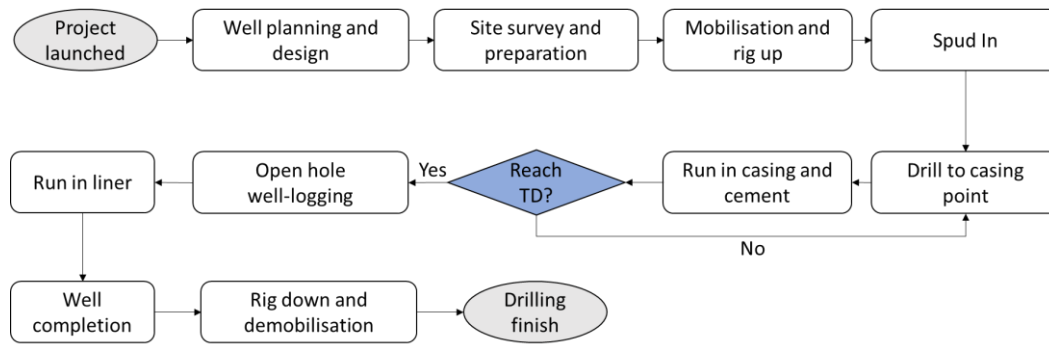 Project
launched
Well planning and
design
Site survey and
preparation
Mobilisation and
rig up
Spud In
Drill to casing
point
Run in casing and
cement
Reach
TD?
Yes
No
Open hole
well-logging
Run in liner
Well
completion
Rig down and
demobilisation
Drilling
finish